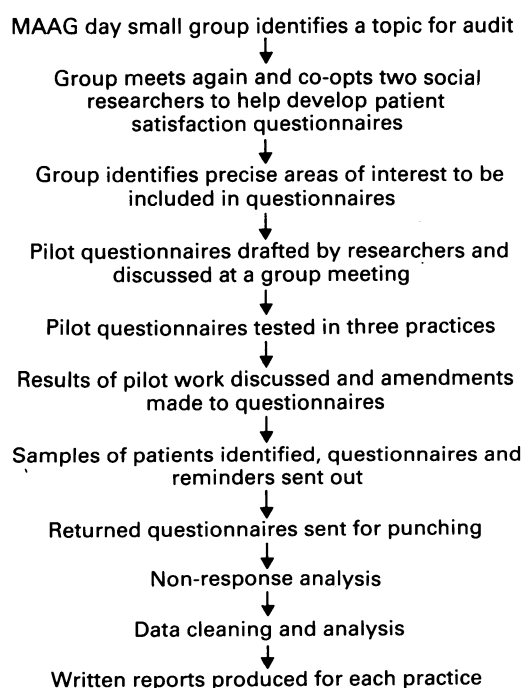 MAAG day small group identifies a topic for audit
Group meets again and co-opts two social
researchers to help develop patient
satisfaction questionnaires
Group identifies precise areas of interest to be
included in questionnaires
Pilot questionnaires drafted by researchers and
discussed at a group meeting
Pilot questionnaires tested in three practices
Results of pilot work discussed and amendments
made to questionnaires
Samples of patients identified, questionnaires and
reminders sent out
Returned questionnaires sent for punching
Non-response analysis
Data cleaning and analysis
Written reports produced for each practice